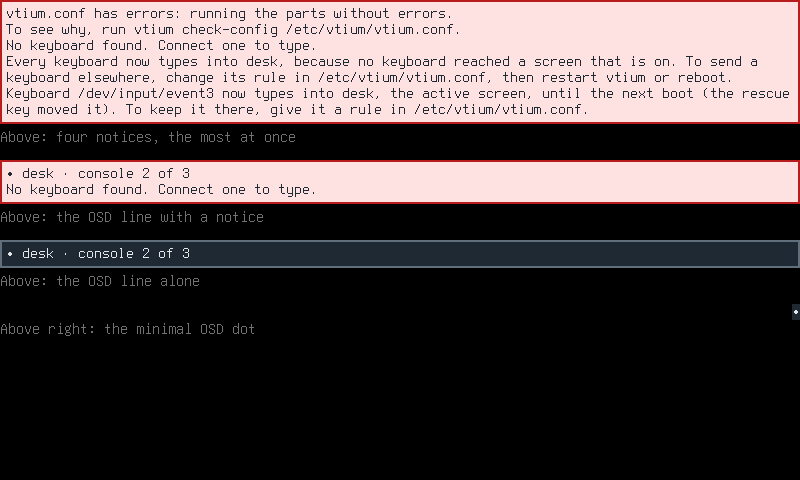 vtium.conf has errors: running the parts without errors.
To see why, run vtium check-config /etc/vtium/vtium.conf.
No keyboard found. Connect one to type.
Every keyboard now types into desk, because no keyboard reached a screen that is on. To send a
keyboard elsewhere, change its rule in /etc/vtium/vtium.conf, then restart vtium or reboot.
Keyboard /dev/input/event3 now types into desk, the active screen, until the next boot (the rescue
key moved it). To keep it there, give it a rule in /etc/vtium/vtium.conf.
Above: four notices, the most at once
• desk · console 2 of 3
No keyboard found. Connect one to type.
Above: the OSD line with a notice
• desk · console 2 of 3
Above: the OSD line alone
•
Above right: the minimal OSD dot